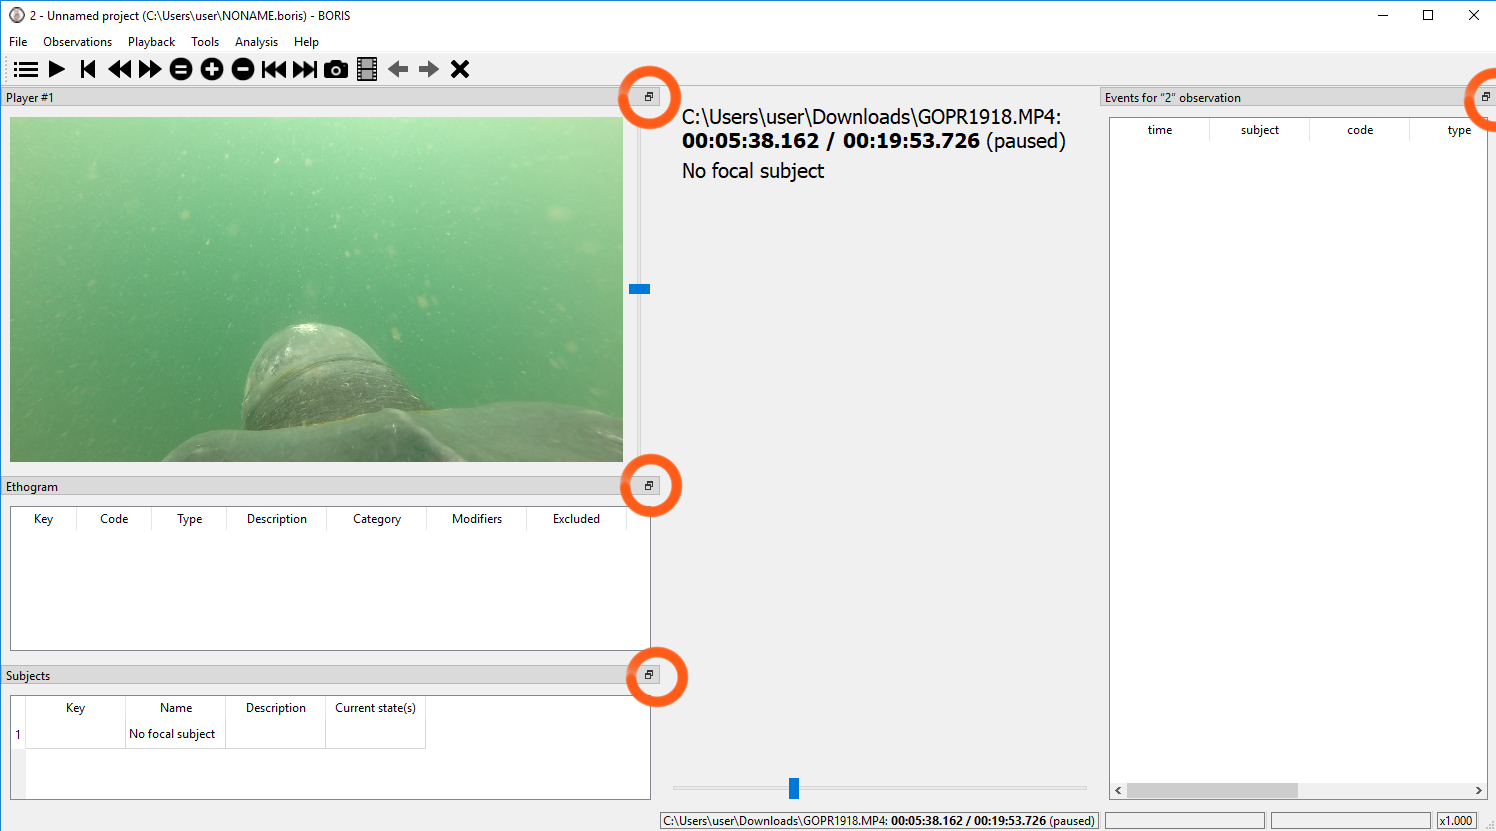 2 - Unnamed project (C:\Users\user\NONAME.boris) - BORIS
File Observations Playback Tools Analysis Help
Player #1
C:\Users\user\Downloads\GOPR1918.MP4:
00:05:38.162 / 00:19:53.726 (paused)
No focal subject
Events for “2” observation
time subject code type
Ethogram
Key Code Type Description Category Modifiers Excluded
Subjects
Key Name Description Current state(s)
1 No focal subject
C:\Users\user\Downloads\GOPR1918.MP4: 00:05:38.162 / 00:19:53.726 (paused)
x1.000